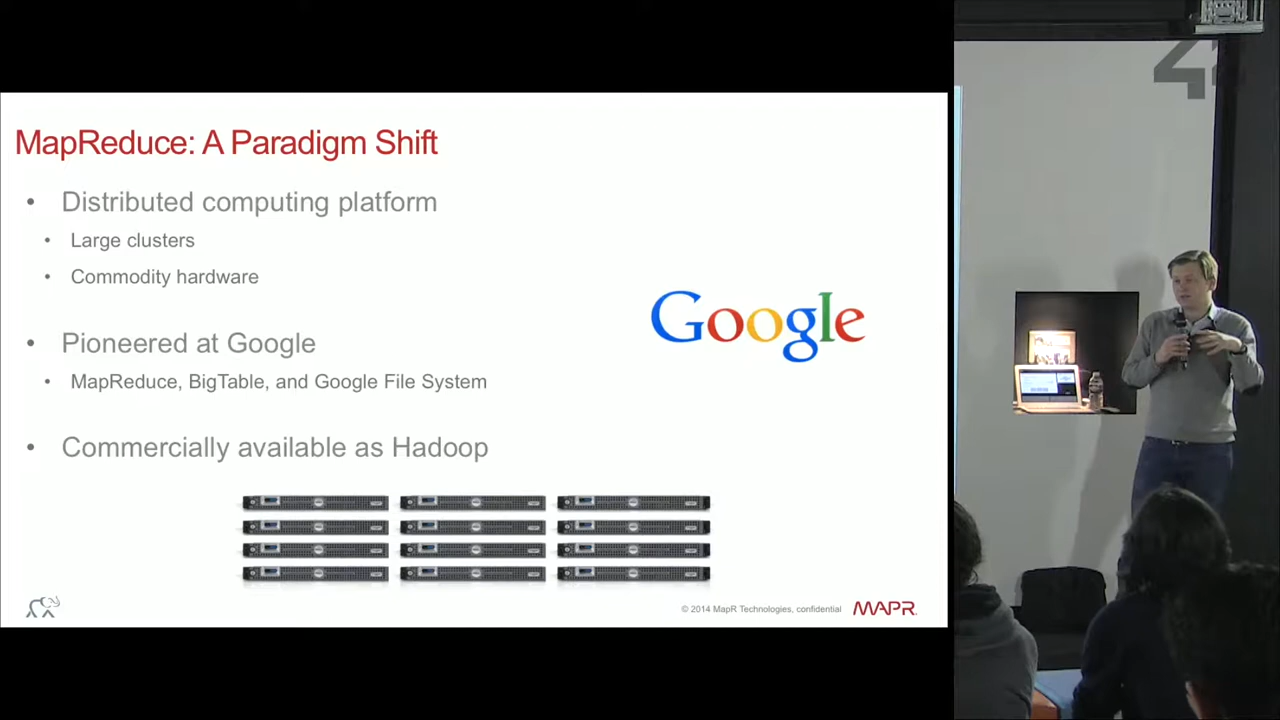 MapReduce: A Paradigm Shift
• Distributed computing platform
• Large clusters
• Commodity hardware
• Pioneered at Google
• MapReduce, BigTable, and Google File System
• Commercially available as Hadoop
Google
© 2014 MapR Technologies, confidential
MAPR
42